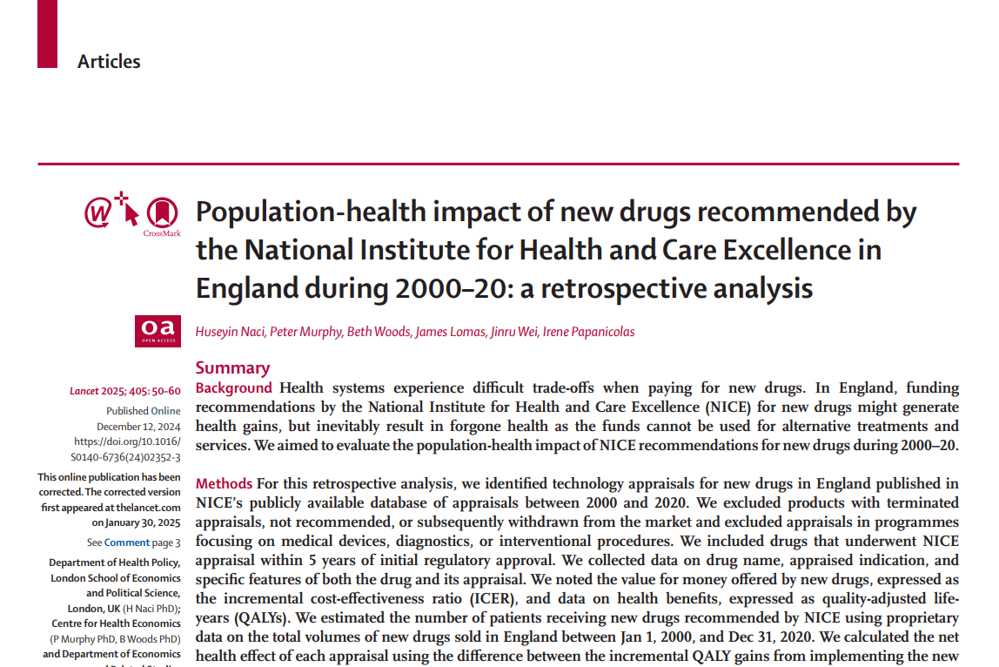 Articles
W
CrossMark
Population-health impact of new drugs recommended by
the National Institute for Health and Care Excellence in
England during 2000–20: a retrospective analysis
oa
OPEN ACCESS
Huseyin Naci, Peter Murphy, Beth Woods, James Lomas, Jinru Wei, Irene Papanicolas
Lancet 2025; 405: 50–60
Published Online
December 12, 2024
https://doi.org/10.1016/
S0140-6736(24)02352-3
This online publication has been
corrected. The corrected version
first appeared at thelancet.com
on January 30, 2025
See Comment page 3
Department of Health Policy,
London School of Economics
and Political Science,
London, UK (H Naci PhD);
Centre for Health Economics
(P Murphy PhD, B Woods PhD)
and Department of Economics
Summary
Background Health systems experience difficult trade-offs when paying for new drugs. In England, funding
recommendations by the National Institute for Health and Care Excellence (NICE) for new drugs might generate
health gains, but inevitably result in forgone health as the funds cannot be used for alternative treatments and
services. We aimed to evaluate the population-health impact of NICE recommendations for new drugs during 2000–20.
Methods For this retrospective analysis, we identified technology appraisals for new drugs in England published in
NICE’s publicly available database of appraisals between 2000 and 2020. We excluded products with terminated
appraisals, not recommended, or subsequently withdrawn from the market and excluded appraisals in programmes
focusing on medical devices, diagnostics, or interventional procedures. We included drugs that underwent NICE
appraisal within 5 years of initial regulatory approval. We collected data on drug name, appraised indication, and
specific features of both the drug and its appraisal. We noted the value for money offered by new drugs, expressed as
the incremental cost-effectiveness ratio (ICER), and data on health benefits, expressed as quality-adjusted life-
years (QALYs). We estimated the number of patients receiving new drugs recommended by NICE using proprietary
data on the total volumes of new drugs sold in England between Jan 1, 2000, and Dec 31, 2020. We calculated the net
health effect of each appraisal using the difference between the incremental QALY gains from implementing the new